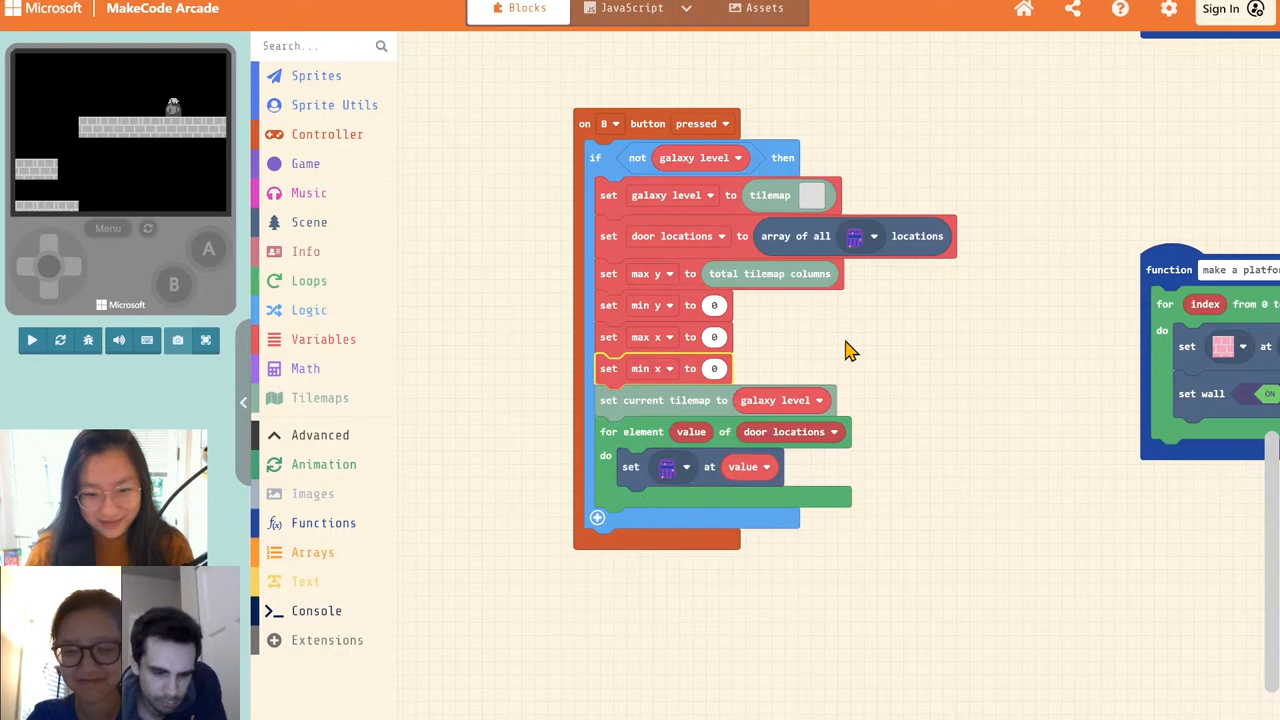 Microsoft MakeCode Arcade
Blocks
JavaScript
Assets
Sign In
Menu
A
B
Microsoft
Search...
Sprites
Sprite Utils
Controller
Game
Music
Scene
Info
Loops
Logic
Variables
Math
Tilemaps
Advanced
Animation
Images
Functions
Arrays
Text
Console
Extensions
on B button pressed
if not galaxy level then
set galaxy level to tilemap
set door locations to array of all locations
set max y to total tilemap columns
set min y to 0
set max x to 0
set min x to 0
set current tilemap to galaxy level
for element value of door locations
do set at value
function make a platfo
for index from 0 to
do set at
set wall ON